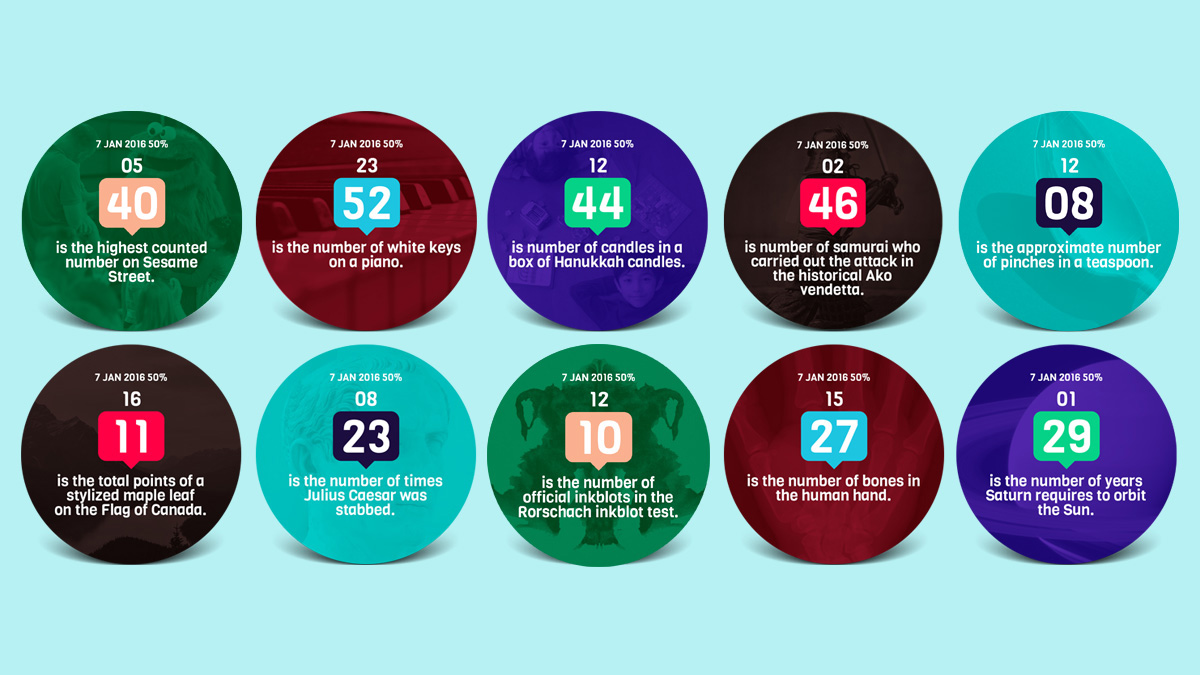 7 JAN 2016 50%
05
40
is the highest counted
number on Sesame
Street.
7 JAN 2016 50%
23
52
is the number of white keys
on a piano.
7 JAN 2016 50%
12
44
is number of candles in a
box of Hanukkah candles.
7 JAN 2016 50%
02
46
is number of samurai who
carried out the attack in
the historical Ako
vendetta.
7 JAN 2016 50%
12
08
is the approximate number
of pinches in a teaspoon.
7 JAN 2016 50%
16
11
is the total points of a
stylized maple leaf
on the Flag of Canada.
7 JAN 2016 50%
08
23
is the number of times
Julius Caesar was
stabbed.
7 JAN 2016 50%
12
10
is the number of
official inkblots in the
Rorschach inkblot test.
7 JAN 2016 50%
15
27
is the number of bones in
the human hand.
7 JAN 2016 50%
01
29
is the number of years
Saturn requires to orbit
the Sun.